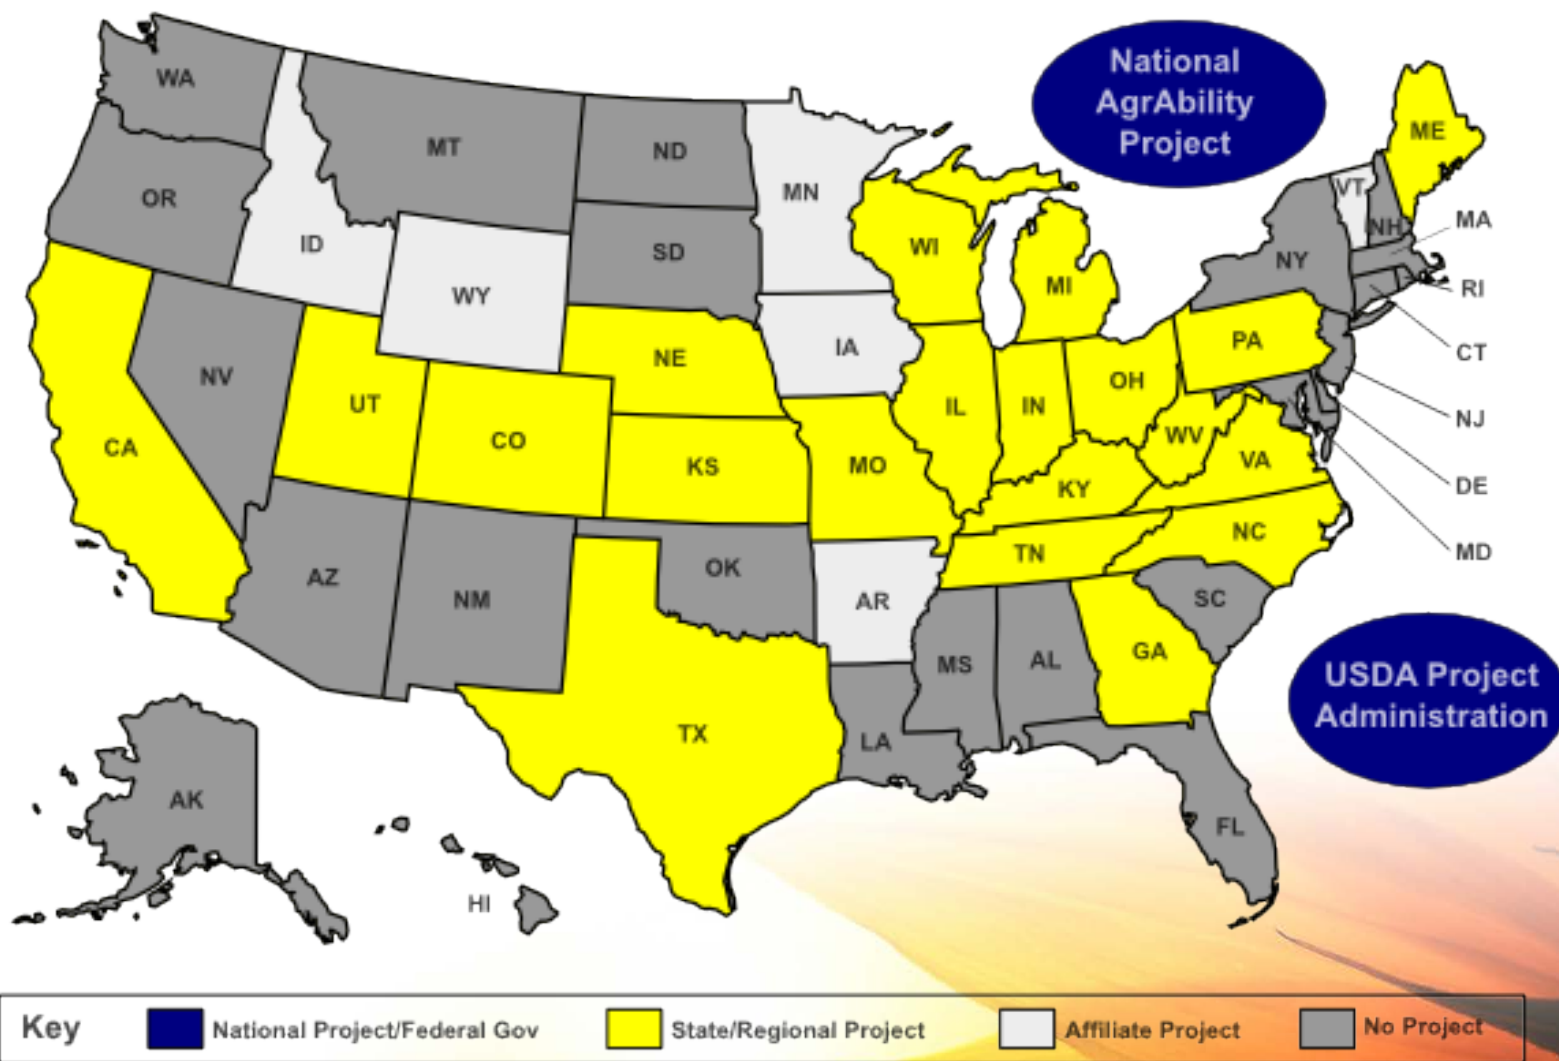 National
AgrAbility
Project
WA
MT
ND
ME
OR
MN
VT
NH
MA
ID
SD
WI
NY
WY
MI
RI
NE
IA
PA
CT
NV
UT
OH
CA
CO
IL
IN
NJ
KS
MO
WV
VA
KY
DE
NC
TN
MD
AZ
NM
OK
AR
SC
MS
AL
GA
USDA Project
Administration
TX
LA
AK
FL
HI
Key
National Project/Federal Gov
State/Regional Project
Affiliate Project
No Project